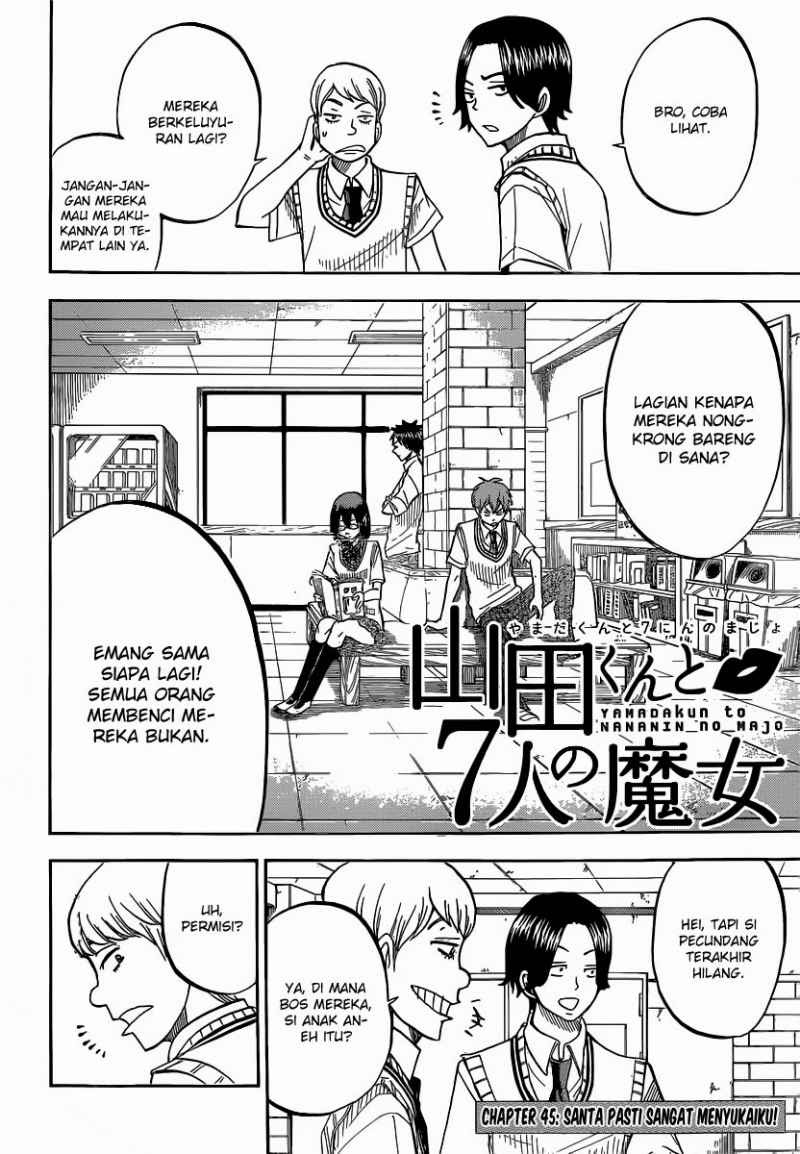 BRO, COBA
LIHAT.
MEREKA
BERKELUYU-
RAN LAGI?
JANGAN-JAN-
GAN MEREKA
MAU MELAKU-
KANNYA DI TE
MPAT LAIN YA.
LAGIAN KENAPA
MEREKA NONG-
KRONG BARENG
DI SANA?
EMANG SAMA
SIAPA LAGI!
SEMUA ORANG
MEMBENCI ME-
REKA BUKAN.
やまだくんと7にんのまじょ
山田くんと
YAMADAKUN to
NANANIN no MAJO
7人の魔女
HEI, TAPI SI
PECUNDANG
TERAKHIR
HILANG.
YA, DI MANA
BOS MEREKA,
SI ANAK AN-
EH ITU?
UH,
PERMISI?
CHAPTER 45: SANTA PASTI SANGAT MENYUKAIKU!